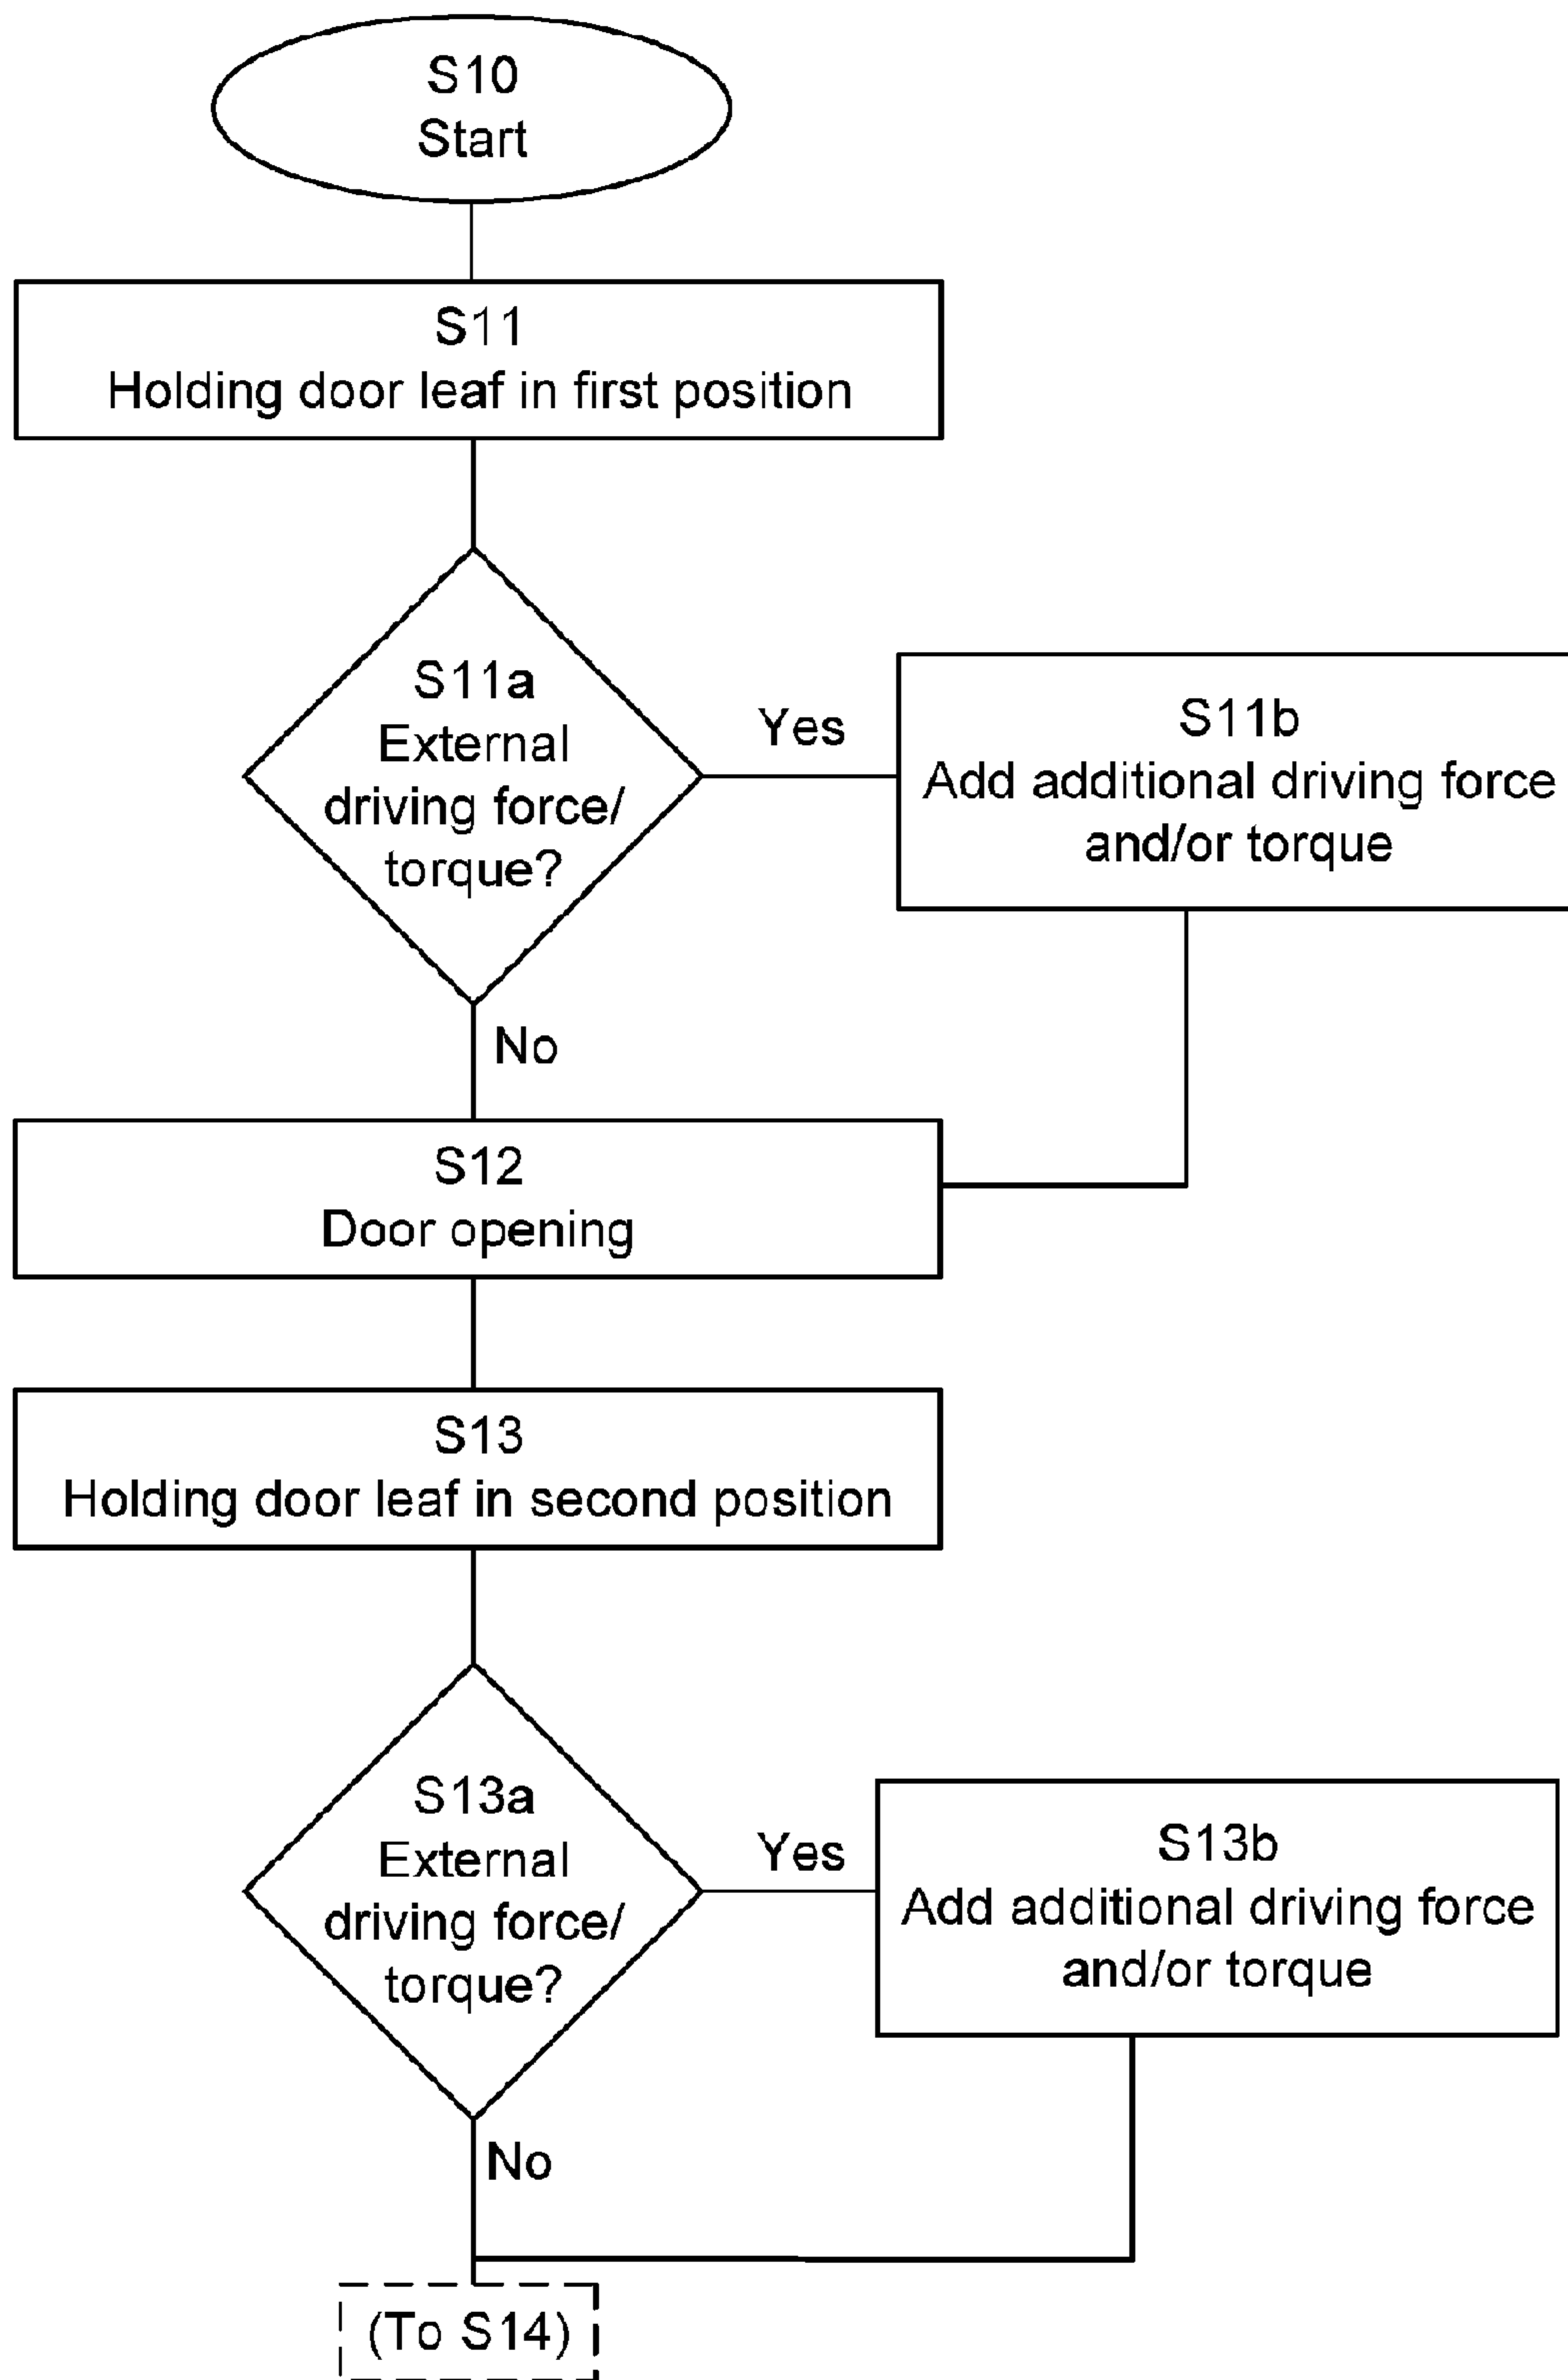 S10
Start
S11
Holding door leaf in first position
S11a
External
driving force/
torque?
Yes
S11b
Add additional driving force
and/or torque
No
S12
Door opening
S13
Holding door leaf in second position
S13a
External
driving force/
torque?
Yes
S13b
Add additional driving force
and/or torque
No
(To S14)